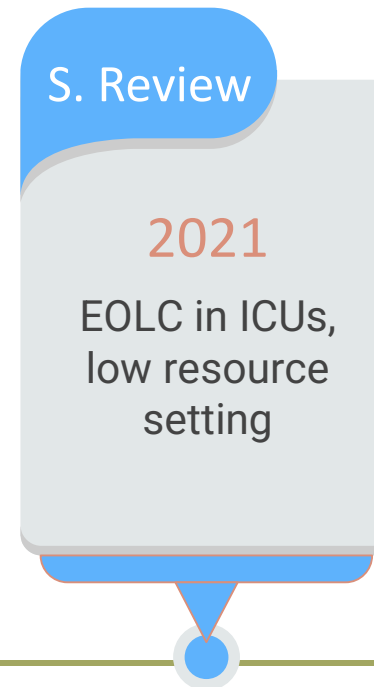 S. Review
2021
EOLC in ICUs,
low resource
setting